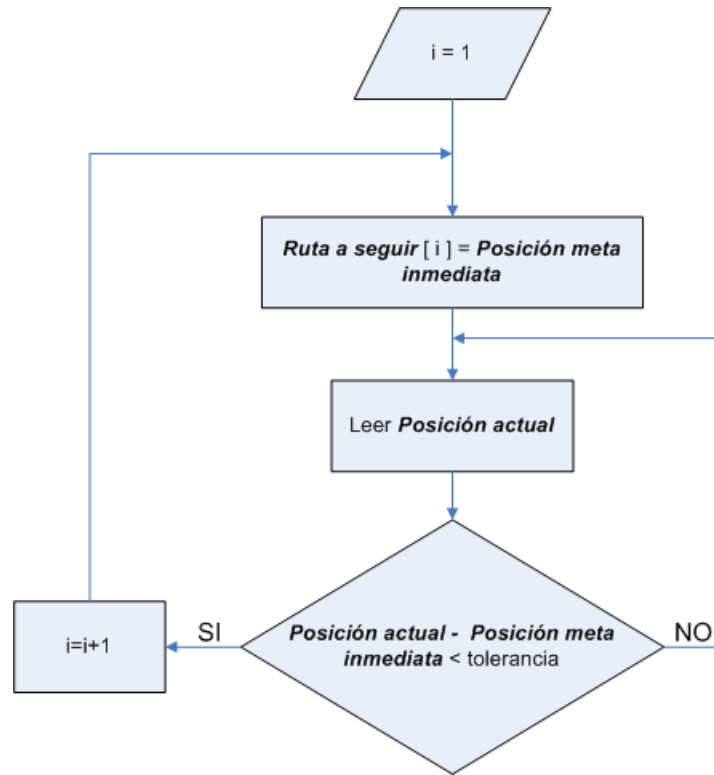 i = 1
Ruta a seguir [ i ] = Posición meta
inmediata
Leer Posición actual
Posición actual - Posición meta
inmediata < tolerancia
SI
NO
i=i+1